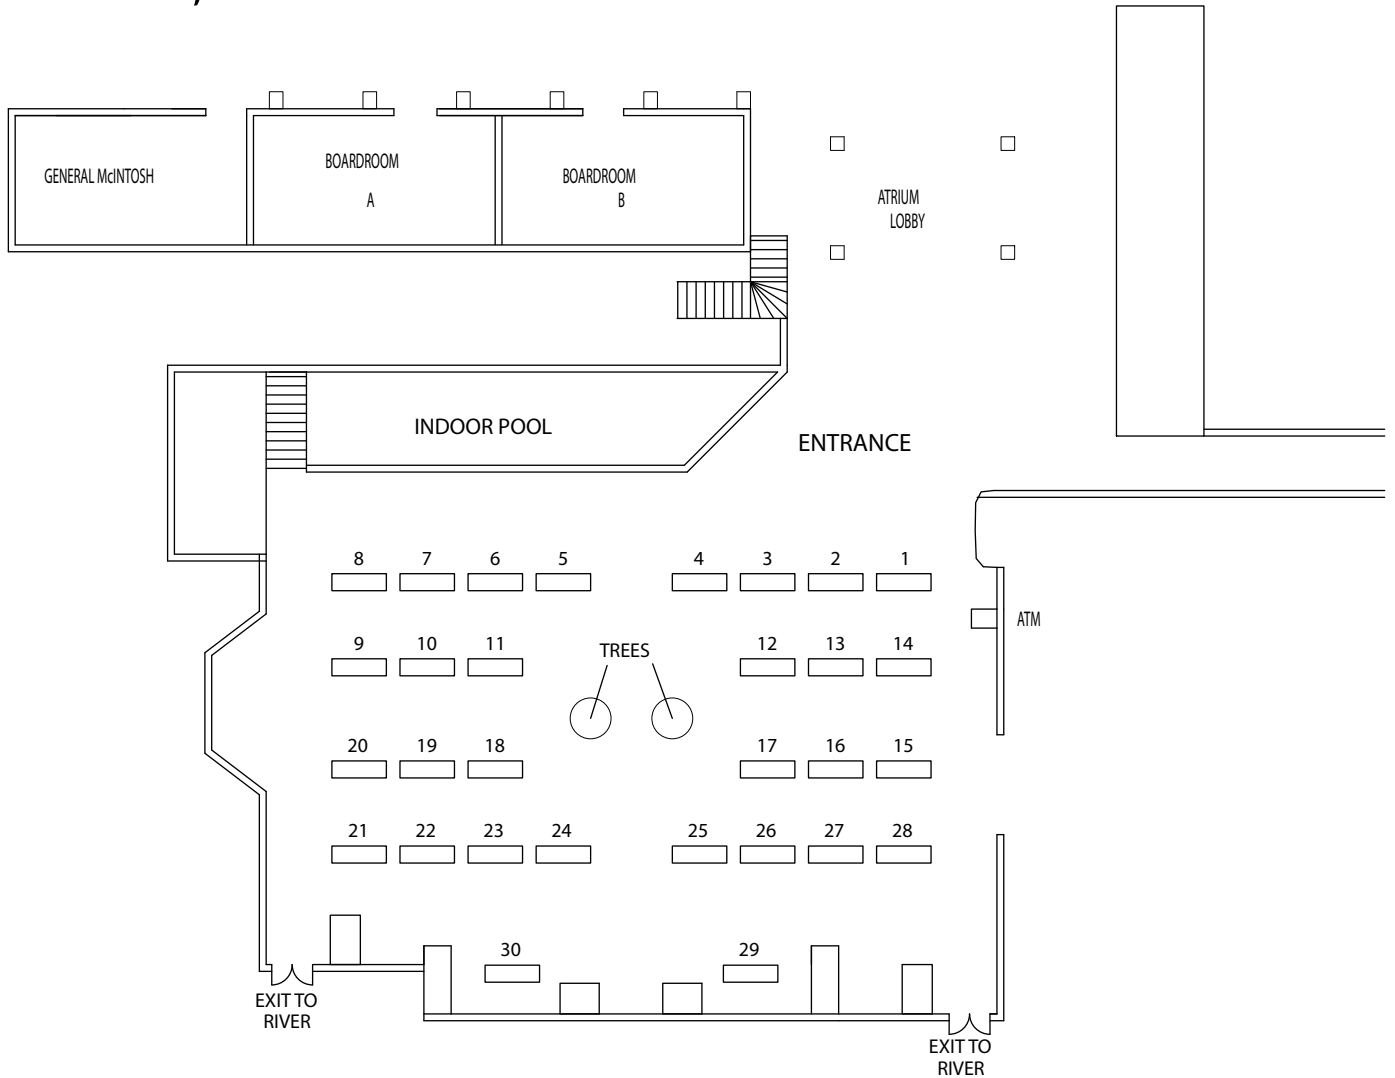 GENERAL McINTOSH
BOARDROOM
A
BOARDROOM
B
ATRIUM
LOBBY
INDOOR POOL
ENTRANCE
8 7 6 5 4 3 2 1
ATM
9 10 11 12 13 14
TREES
20 19 18 17 16 15
21 22 23 24 25 26 27 28
30 29
EXIT TO
RIVER
EXIT TO
RIVER